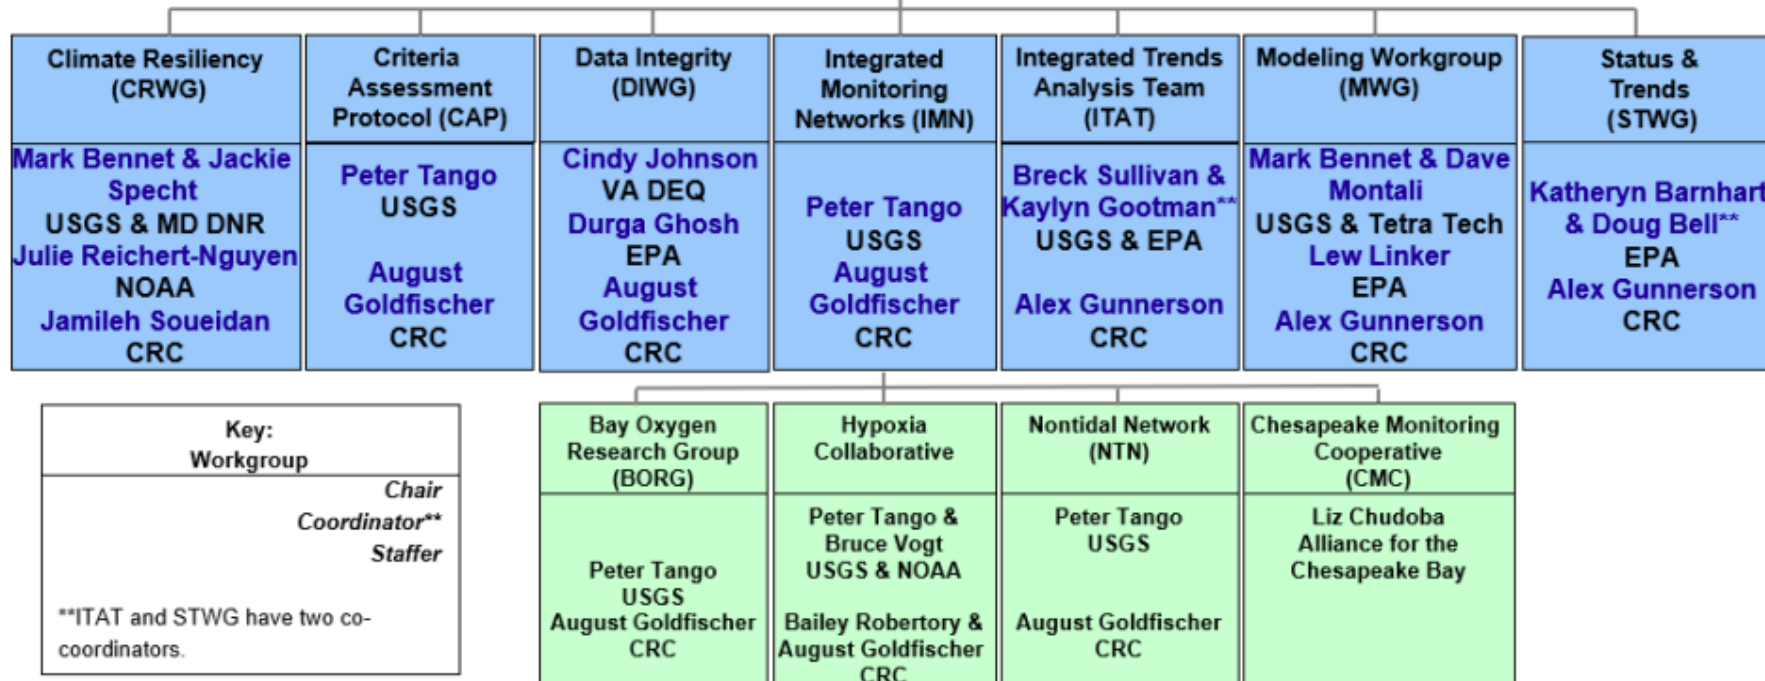 Climate Resiliency
(CRWG)
Mark Bennet & Jackie
Specht
USGS & MD DNR
Julie Reichert-Nguyen
NOAA
Jamileh Soueidan
CRC
Criteria
Assessment
Protocol (CAP)
Peter Tango
USGS
August
Goldfischer
CRC
Data Integrity
(DIWG)
Cindy Johnson
VA DEQ
Durga Ghosh
EPA
August
Goldfischer
CRC
Integrated
Monitoring
Networks (IMN)
Peter Tango
USGS
August
Goldfischer
CRC
Integrated Trends
Analysis Team
(ITAT)
Breck Sullivan &
Kaylyn Gootman**
USGS & EPA
Alex Gunnerson
CRC
Modeling Workgroup
(MWG)
Mark Bennet & Dave
Montali
USGS & Tetra Tech
Lew Linker
EPA
Alex Gunnerson
CRC
Status &
Trends
(STWG)
Katheryn Barnhart
& Doug Bell**
EPA
Alex Gunnerson
CRC
Key:
Workgroup
Chair
Coordinator**
Staffer
**ITAT and STWG have two co-
coordinators.
Bay Oxygen
Research Group
(BORG)
Peter Tango
USGS
August Goldfischer
CRC
Hypoxia
Collaborative
Peter Tango &
Bruce Vogt
USGS & NOAA
Bailey Robertory &
August Goldfischer
CRC
Nontidal Network
(NTN)
Peter Tango
USGS
August Goldfischer
CRC
Chesapeake Monitoring
Cooperative
(CMC)
Liz Chudoba
Alliance for the
Chesapeake Bay